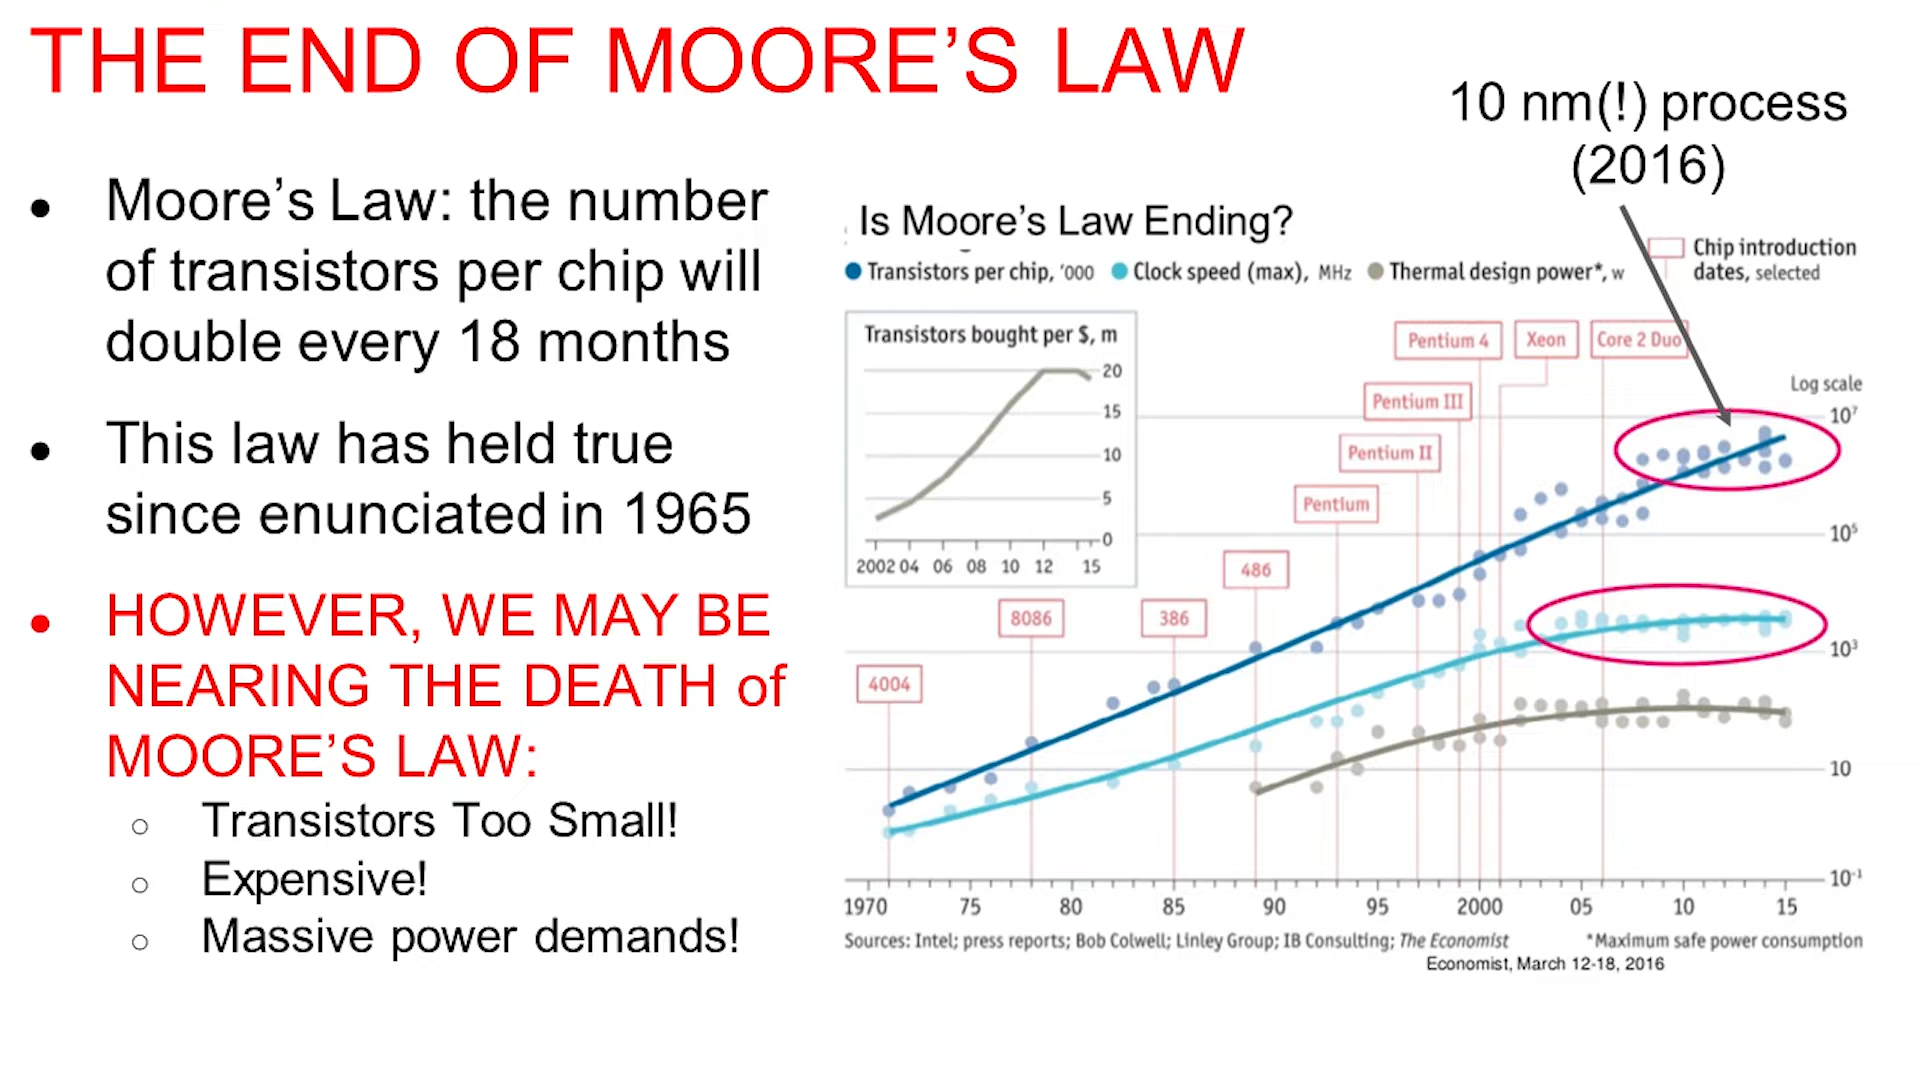 THE END OF MOORE’S LAW
10 nm(!) process
(2016)
● Moore’s Law: the number
of transistors per chip will
double every 18 months
● This law has held true
since enunciated in 1965
● HOWEVER, WE MAY BE
NEARING THE DEATH of
MOORE’S LAW:
○ Transistors Too Small!
○ Expensive!
○ Massive power demands!
Is Moore’s Law Ending?
Chip introduction
dates, selected
Transistors per chip, ’000 Clock speed (max), MHz Thermal design power*, w
Transistors bought per $, m
20
15
10
5
0
2002 04 06 08 10 12 15
Pentium 4 Xeon Core 2 Duo
Pentium III
Pentium II
Pentium
486
8086 386
4004
Log scale
10⁷
10⁵
10³
10
10⁻¹
1970 75 80 85 90 95 2000 05 10 15
Sources: Intel; press reports; Bob Colwell; Linley Group; IB Consulting; The Economist *Maximum safe power consumption
Economist, March 12-18, 2016